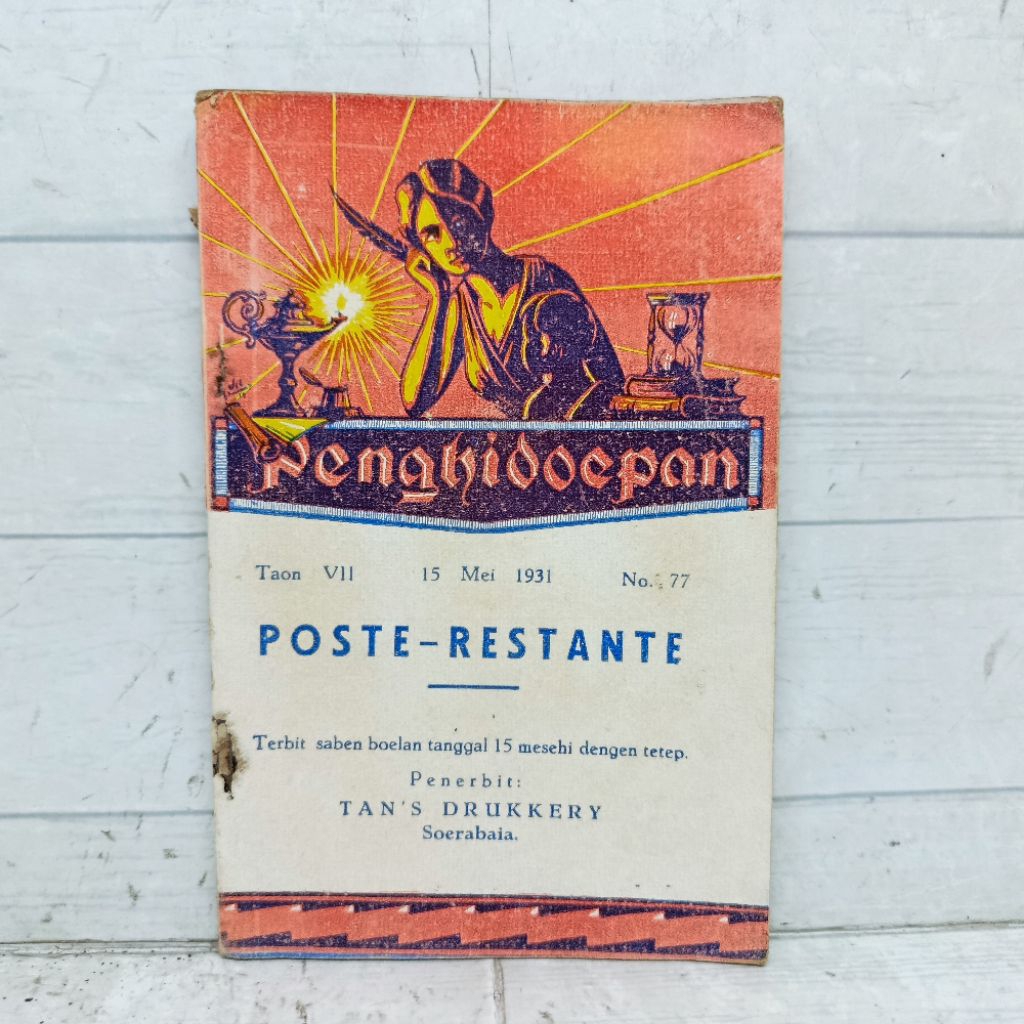 Penghidoepan
Taon VII 15 Mei 1931 No. 77
POSTE-RESTANTE
Terbit saben boelan tanggal 15 mesehi dengen tetep.
Penerbit:
TAN'S DRUKKERY
Soerabaia.